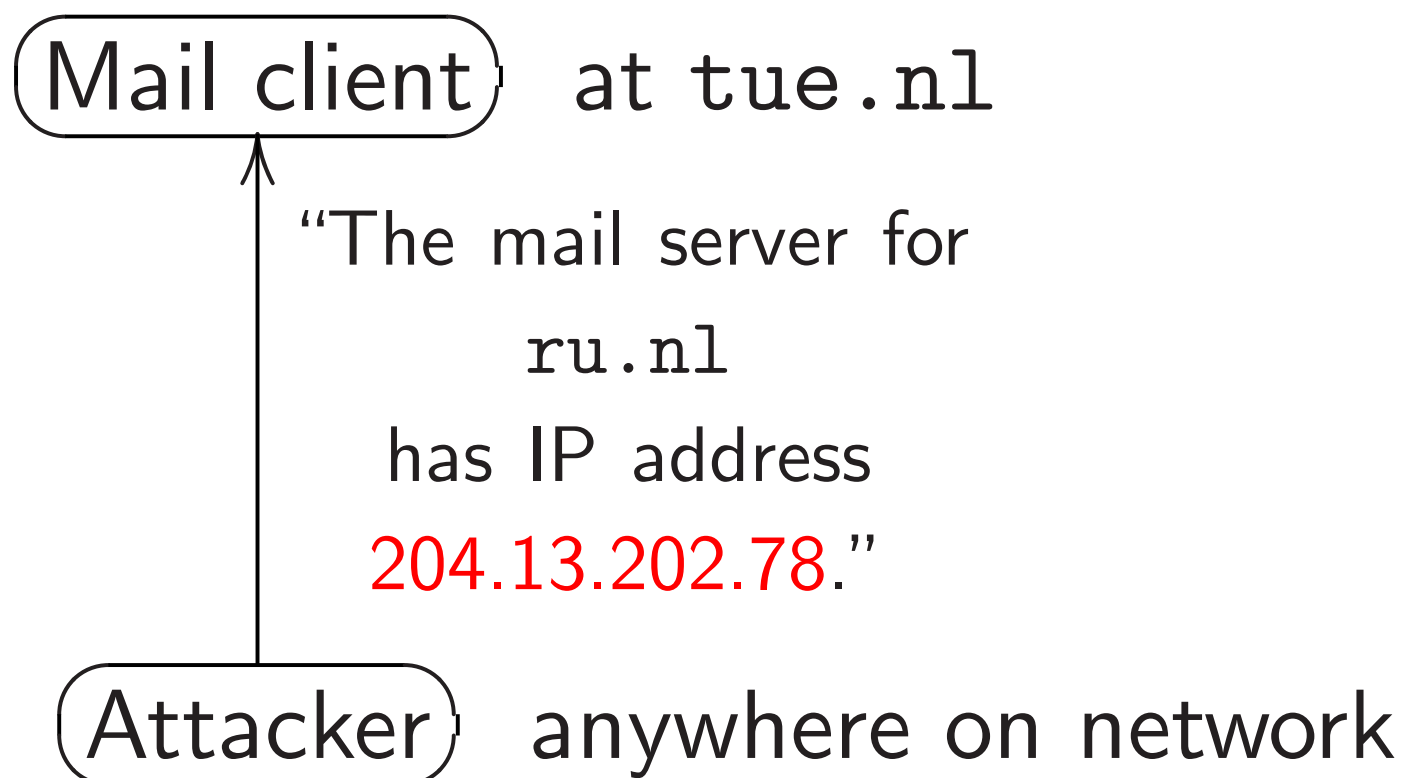 Mail client at tue.nl
“The mail server for
ru.nl
has IP address
204.13.202.78.”
Attacker anywhere on network